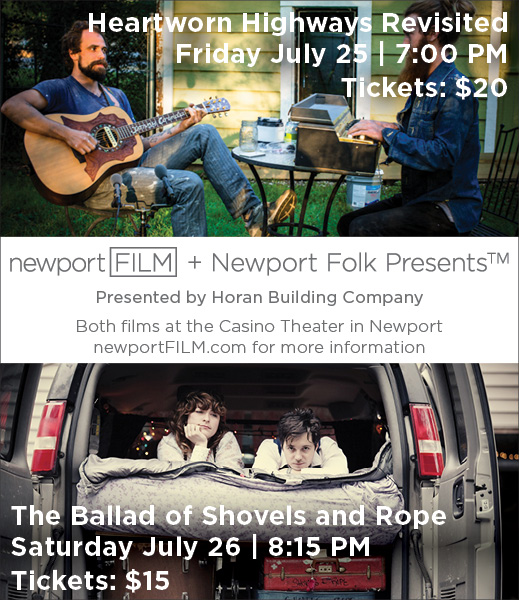 Heartworn Highways Revisited
Friday July 25 | 7:00 PM
Tickets: $20
newport FILM + Newport Folk Presents™
Presented by Horan Building Company
Both films at the Casino Theater in Newport
newportFILM.com for more information
The Ballad of Shovels and Rope
Saturday July 26 | 8:15 PM
Tickets: $15